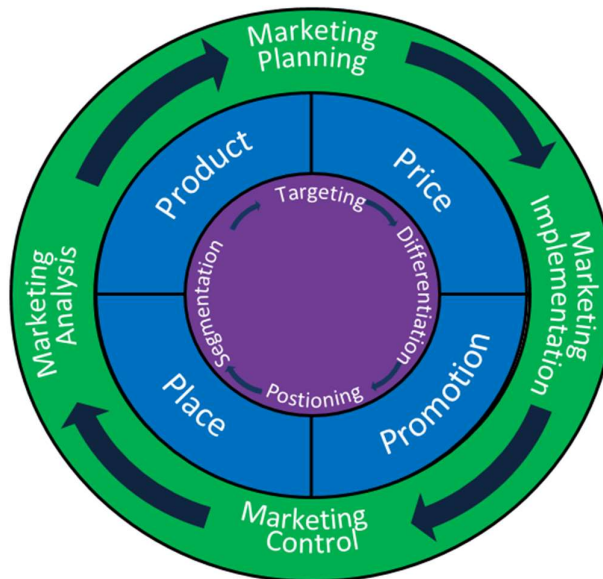 Marketing
Planning
Product
Price
Targeting
Differentiation
Segmentation
Postioning
Marketing
Analysis
Marketing
Implementation
Place
Promotion
Marketing
Control